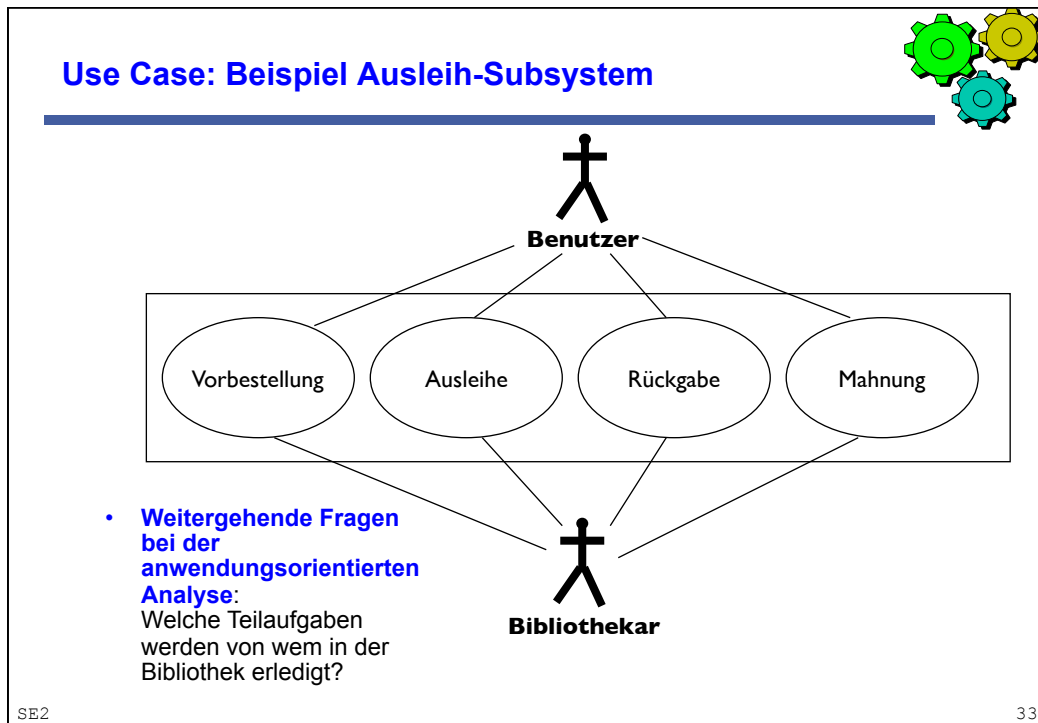 Use Case: Beispiel Ausleih-Subsystem
Benutzer
Vorbestellung
Ausleihe
Rückgabe
Mahnung
• Weitergehende Fragen
bei der
anwendungsorientierten
Analyse:
Welche Teilaufgaben
werden von wem in der
Bibliothek erledigt?
Bibliothekar
SE2
33